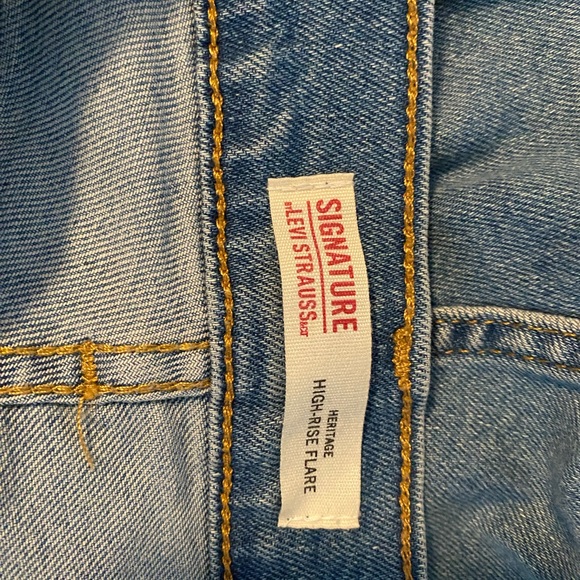 SIGNATURE
BY LEVI STRAUSS & CO.
HERITAGE
HIGH-RISE FLARE